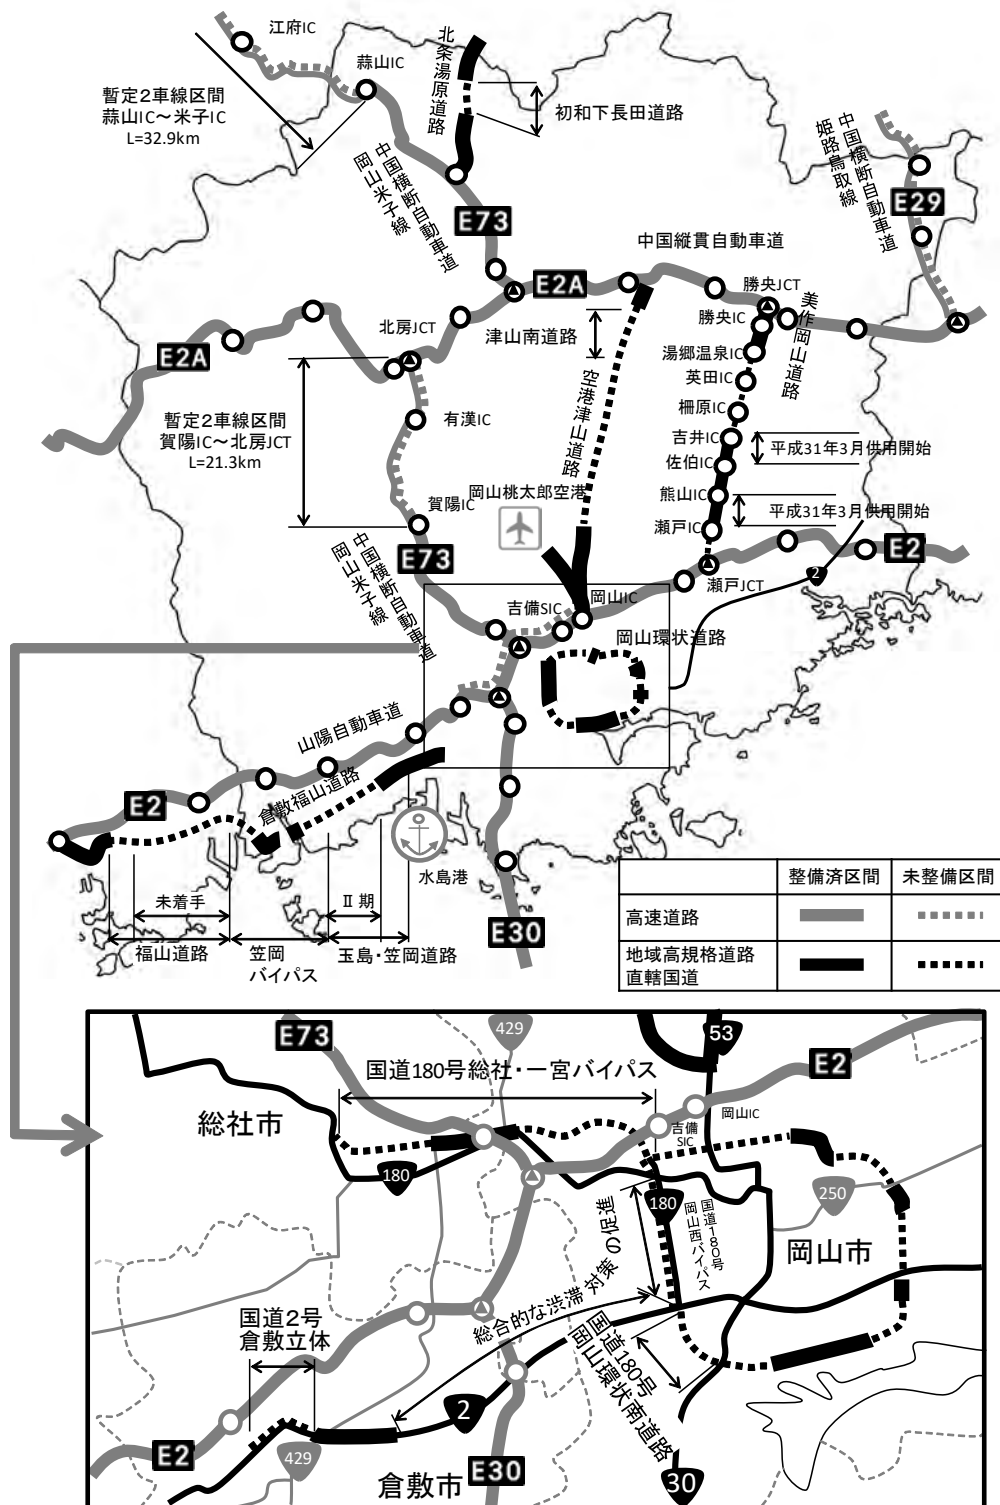 江府IC
蒜山IC
北条湯原道路
暫定2車線区間
蒜山IC～米子IC
L=32.9km
初和下長田道路
中国横断自動車道
岡山米子線
中国横断自動車道
姫路鳥取線
E29
E73
中国縦貫自動車道
E2A
勝央JCT
北房JCT
津山南道路
勝央IC
美作岡山道路
E2A
湯郷温泉IC
英田IC
空港津山道路
暫定2車線区間
賀陽IC～北房JCT
L=21.3km
有漢IC
柵原IC
吉井IC
平成31年3月供用開始
佐伯IC
岡山桃太郎空港
賀陽IC
熊山IC
平成31年3月供用開始
瀬戸IC
E73
中国横断自動車道
岡山米子線
E2
瀬戸JCT
2
吉備SIC
岡山IC
岡山環状道路
山陽自動車道
倉敷福山道路
E2
水島港
未着手
Ⅱ期
福山道路
笠岡
バイパス
玉島・笠岡道路
E30
整備済区間
未整備区間
高速道路
地域高規格道路
直轄国道
E73
429
53
E2
国道180号総社・一宮バイパス
総社市
岡山IC
吉備
SIC
180
180
国道180号
岡山西バイパス
250
岡山市
総合的な渋滞対策の促進
国道2号
倉敷立体
国道180号
岡山環状南道路
2
E2
429
倉敷市
E30
30